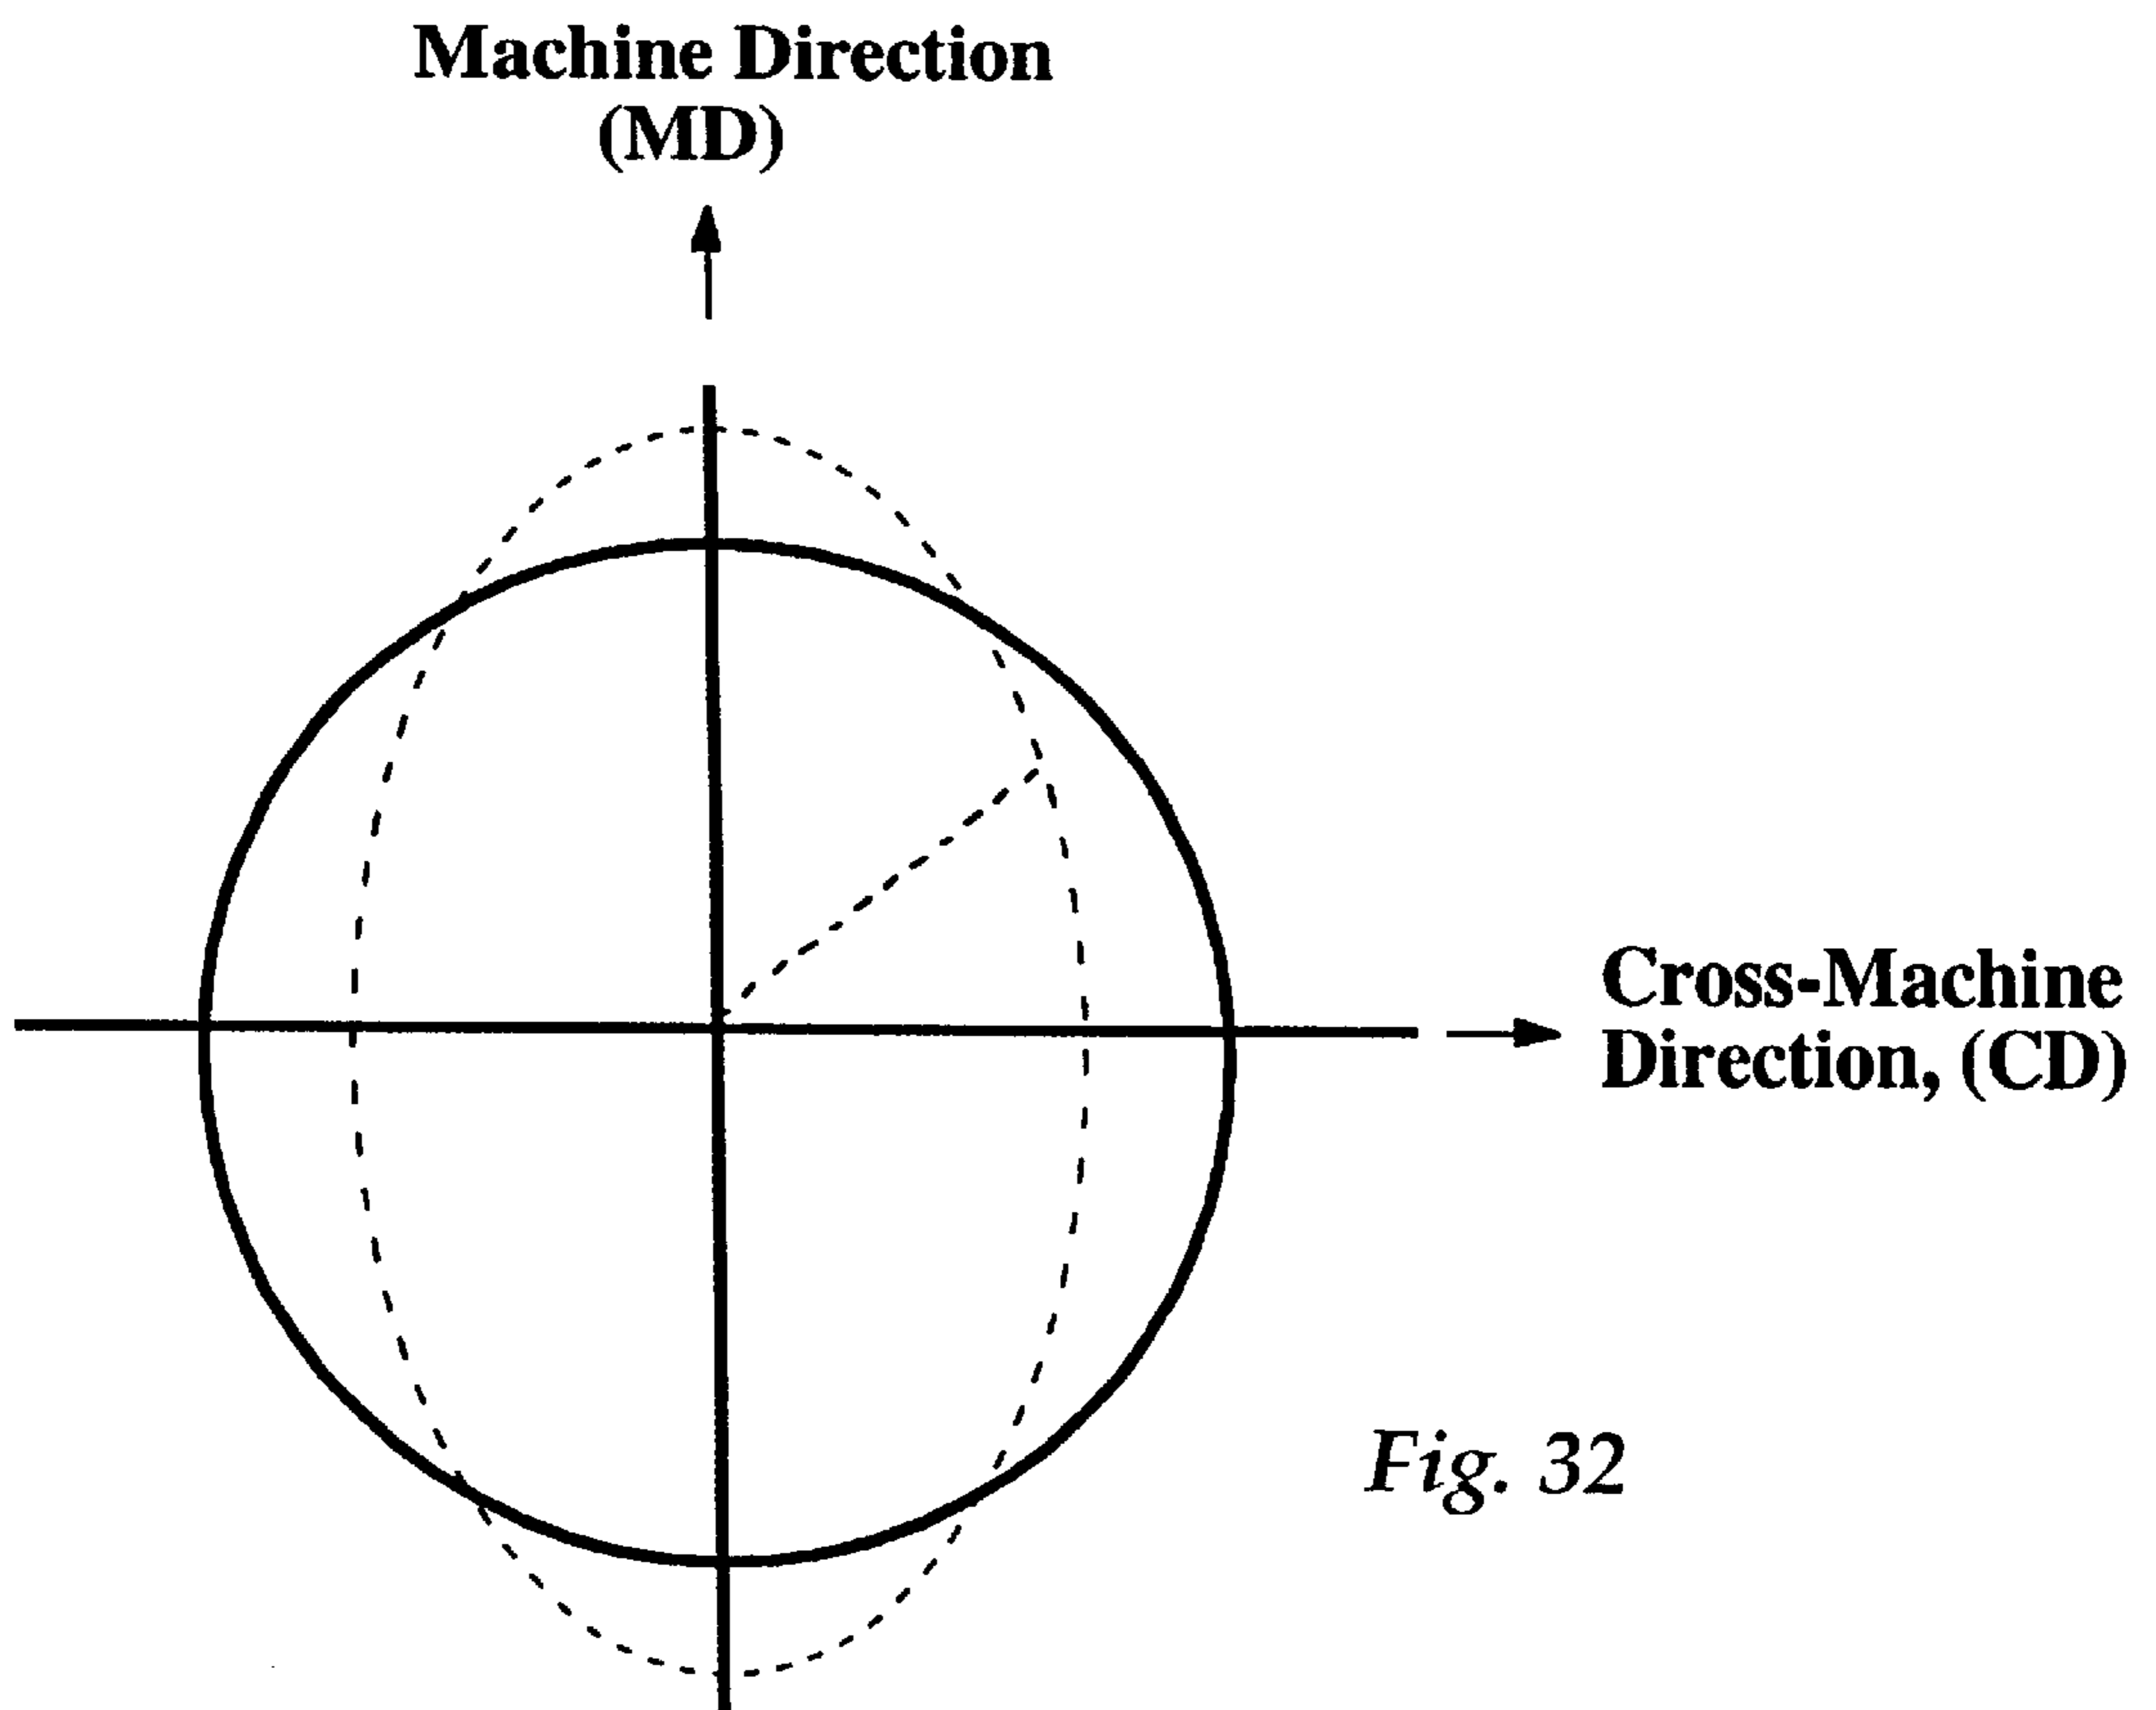 Machine Direction
(MD)
Cross-Machine
Direction, (CD)
Fig. 32